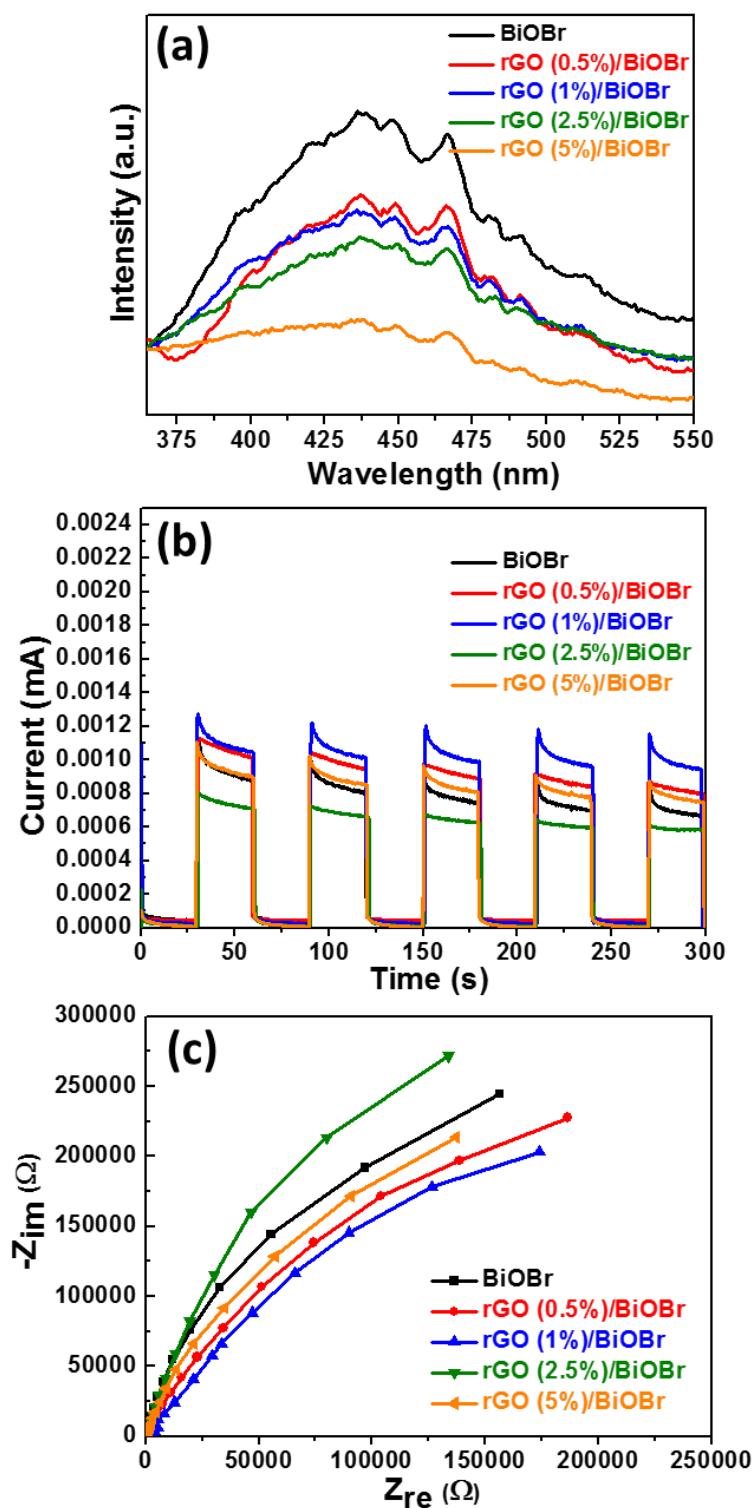 (a)
BiOBr
rGO (0.5%)/BiOBr
rGO (1%)/BiOBr
rGO (2.5%)/BiOBr
rGO (5%)/BiOBr
Intensity (a.u.)
375 400 425 450 475 500 525 550
Wavelength (nm)
(b)
BiOBr
rGO (0.5%)/BiOBr
rGO (1%)/BiOBr
rGO (2.5%)/BiOBr
rGO (5%)/BiOBr
Current (mA)
0.0024
0.0022
0.0020
0.0018
0.0016
0.0014
0.0012
0.0010
0.0008
0.0006
0.0004
0.0002
0.0000
0 50 100 150 200 250 300
Time (s)
(c)
-Zim (Ω)
300000
250000
200000
150000
100000
50000
0
BiOBr
rGO (0.5%)/BiOBr
rGO (1%)/BiOBr
rGO (2.5%)/BiOBr
rGO (5%)/BiOBr
0 50000 100000 150000 200000 250000
Zre (Ω)